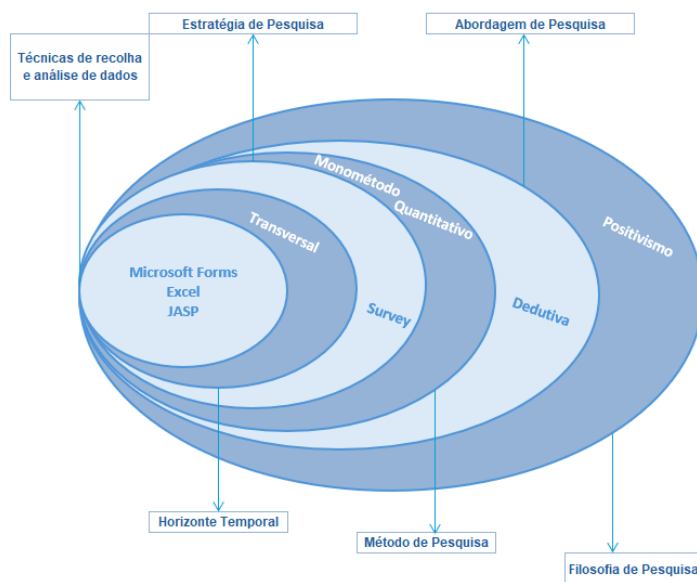 Estratégia de Pesquisa
Abordagem de Pesquisa
Técnicas de recolha
e análise de dados
Monométodo
Quantitativo
Transversal
Positivismo
Microsoft Forms
Excel
JASP
Survey
Dedutiva
Horizonte Temporal
Método de Pesquisa
Filosofia de Pesquisa